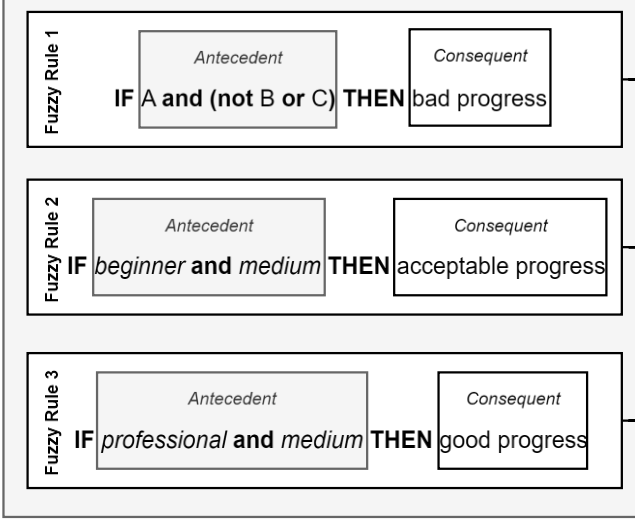 Fuzzy Rule 1
Antecedent
Consequent
IF A and (not B or C) THEN bad progress
Fuzzy Rule 2
Antecedent
Consequent
IF beginner and medium THEN acceptable progress
Fuzzy Rule 3
Antecedent
Consequent
IF professional and medium THEN good progress